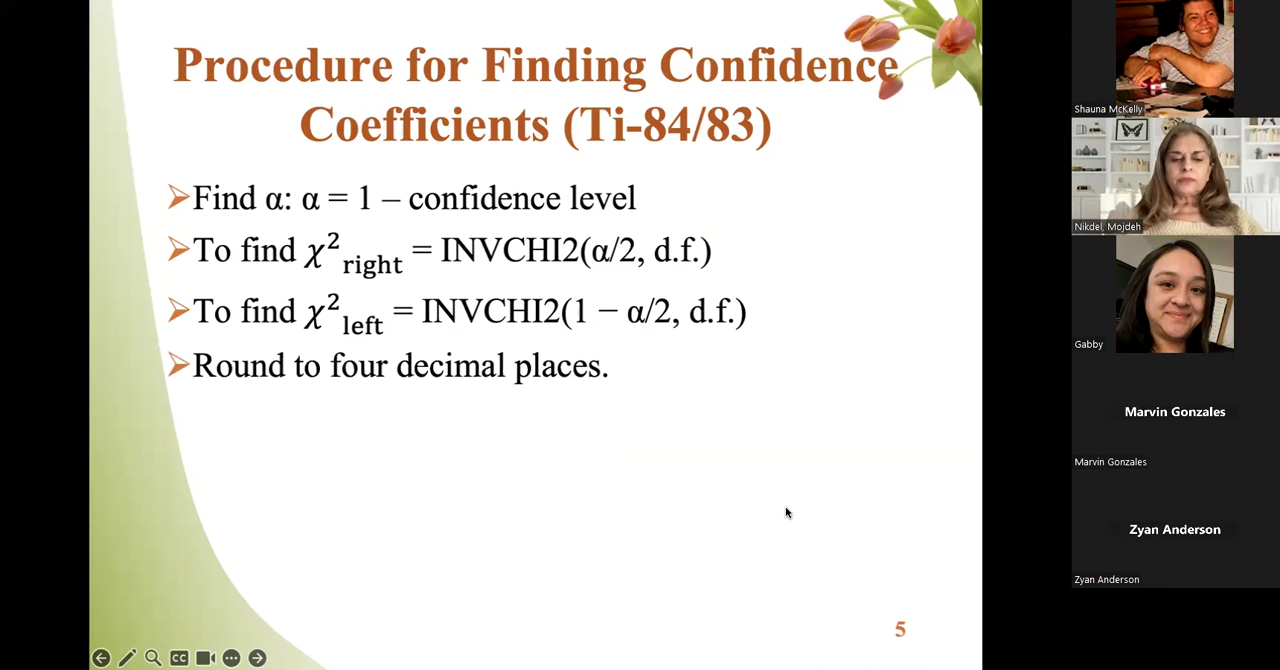 Procedure for Finding Confidence
Coefficients (Ti-84/83)
➢Find α: α = 1 – confidence level
➢To find χ²right = INVCHI2(α/2, d.f.)
➢To find χ²left = INVCHI2(1 − α/2, d.f.)
➢Round to four decimal places.
5
CC
Shauna McKelly
Nikdel, Mojdeh
Gabby
Marvin Gonzales
Marvin Gonzales
Zyan Anderson
Zyan Anderson